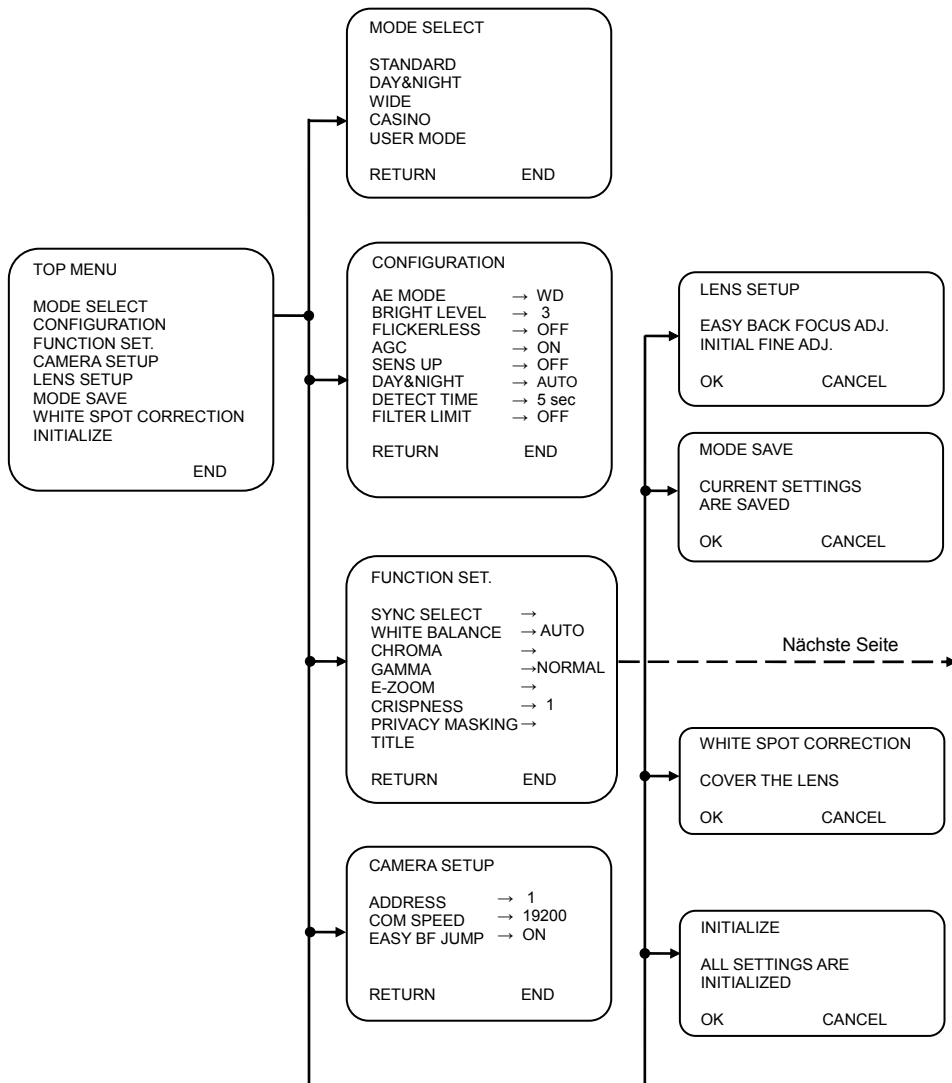 MODE SELECT
STANDARD
DAY&NIGHT
WIDE
CASINO
USER MODE
RETURN END
TOP MENU
MODE SELECT
CONFIGURATION
FUNCTION SET.
CAMERA SETUP
LENS SETUP
MODE SAVE
WHITE SPOT CORRECTION
INITIALIZE
END
CONFIGURATION
AE MODE → WD
BRIGHT LEVEL → 3
FLICKERLESS → OFF
AGC → ON
SENS UP → OFF
DAY&NIGHT → AUTO
DETECT TIME → 5 sec
FILTER LIMIT → OFF
RETURN END
FUNCTION SET.
SYNC SELECT →
WHITE BALANCE → AUTO
CHROMA →
GAMMA →NORMAL
E-ZOOM →
CRISPNESS → 1
PRIVACY MASKING →
TITLE
RETURN END
CAMERA SETUP
ADDRESS → 1
COM SPEED → 19200
EASY BF JUMP → ON
RETURN END
LENS SETUP
EASY BACK FOCUS ADJ.
INITIAL FINE ADJ.
OK CANCEL
MODE SAVE
CURRENT SETTINGS
ARE SAVED
OK CANCEL
Nächste Seite
WHITE SPOT CORRECTION
COVER THE LENS
OK CANCEL
INITIALIZE
ALL SETTINGS ARE
INITIALIZED
OK CANCEL